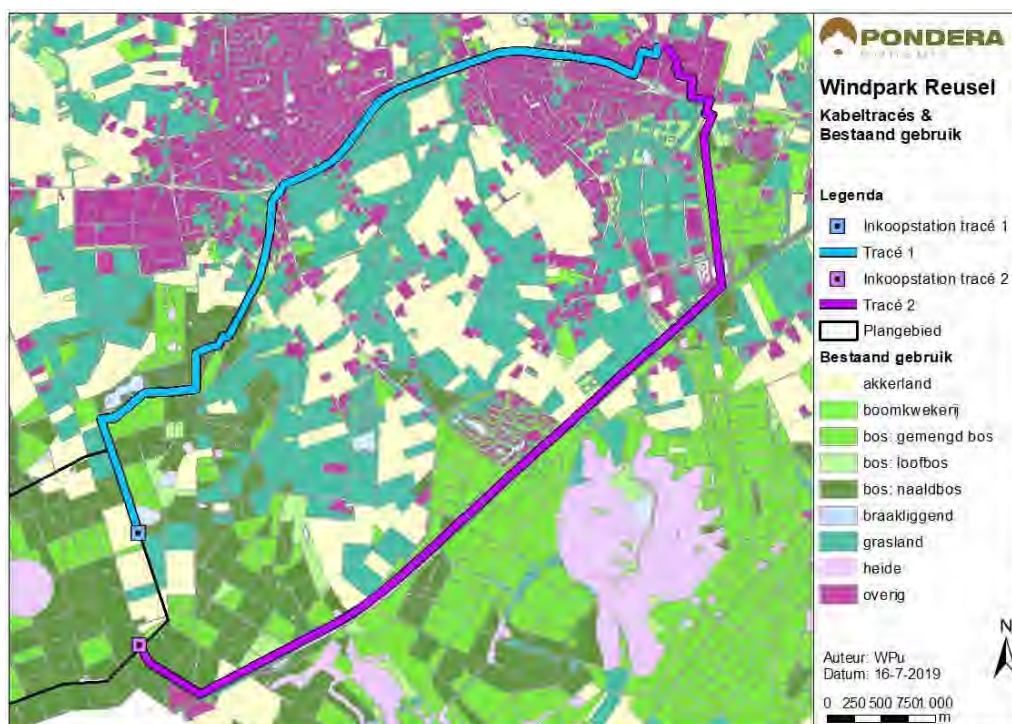 PONDERA
Windpark Reusel
Kabeltracés &
Bestaand gebruik
Legenda
Inkoopstation tracé 1
Tracé 1
Inkoopstation tracé 2
Tracé 2
Plangebied
Bestaand gebruik
akkerland
boomkwekerij
bos: gemengd bos
bos: loofbos
bos: naaldbos
braakliggend
grasland
heide
overig
N
Auteur: WPu
Datum: 16-7-2019
0 250 500 750 1.000
m